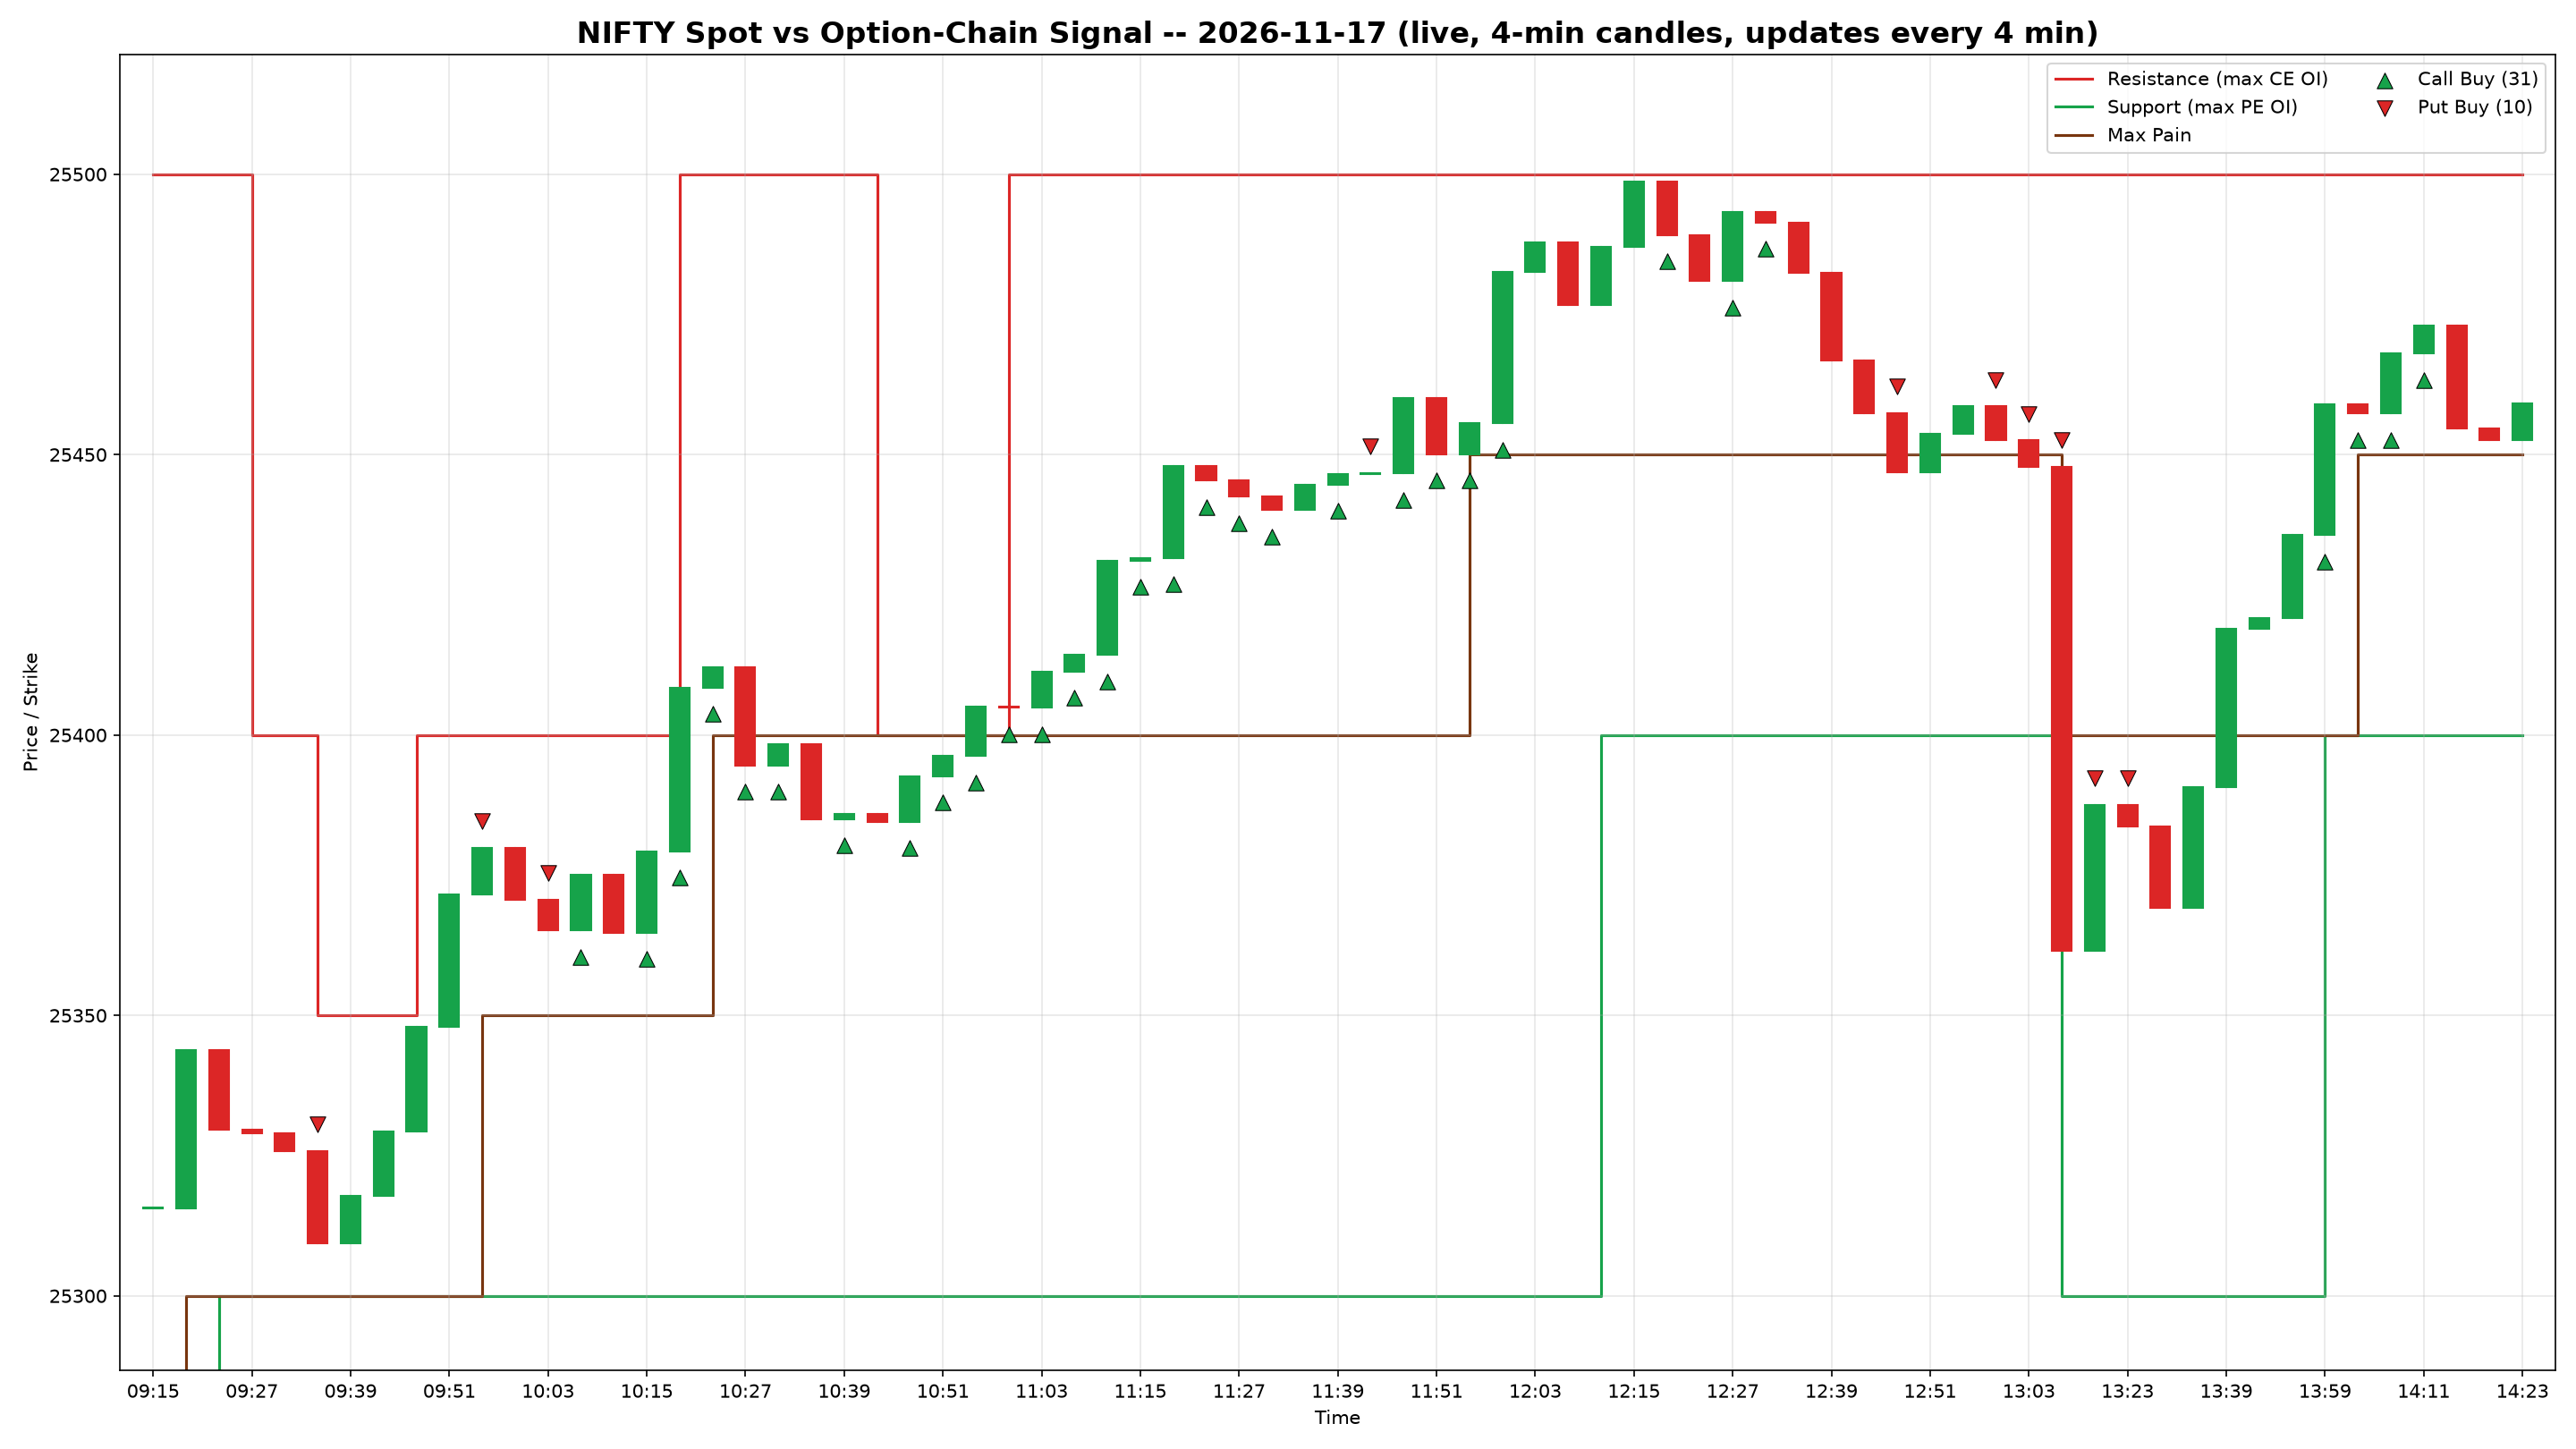 NIFTY Spot vs Option-Chain Signal -- 2026-11-17 (live, 4-min candles, updates every 4 min)
Resistance (max CE OI)
Support (max PE OI)
Max Pain
Call Buy (31)
Put Buy (10)
Price / Strike
25500
25450
25400
25350
25300
09:15 09:27 09:39 09:51 10:03 10:15 10:27 10:39 10:51 11:03 11:15 11:27 11:39 11:51 12:03 12:15 12:27 12:39 12:51 13:03 13:23 13:39 13:59 14:11 14:23
Time